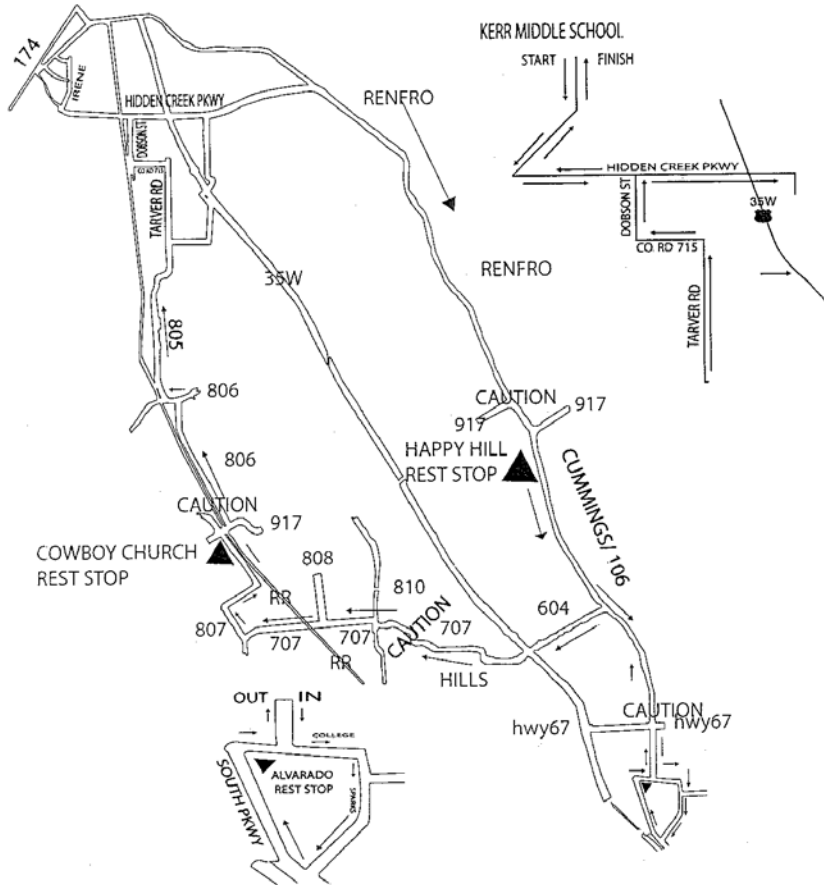 KERR MIDDLE SCHOOL
START
FINISH
174
IRENE
HIDDEN CREEK PKWY
RENFRO
DOBSON ST
CO RD 715
TARVER RD
HIDDEN CREEK PKWY
DOBSON ST
35W
CO. RD 715
TARVER RD
RENFRO
35W
805
806
CAUTION
917
917
HAPPY HILL
REST STOP
806
CUMMINGS/ 106
CAUTION
917
COWBOY CHURCH
REST STOP
808
810
604
RR
CAUTION
807
707
707
707
RR
HILLS
OUT
IN
CAUTION
hwy67
hwy67
COLLEGE
SOUTH PKWY
ALVARADO
REST STOP
SPARKS